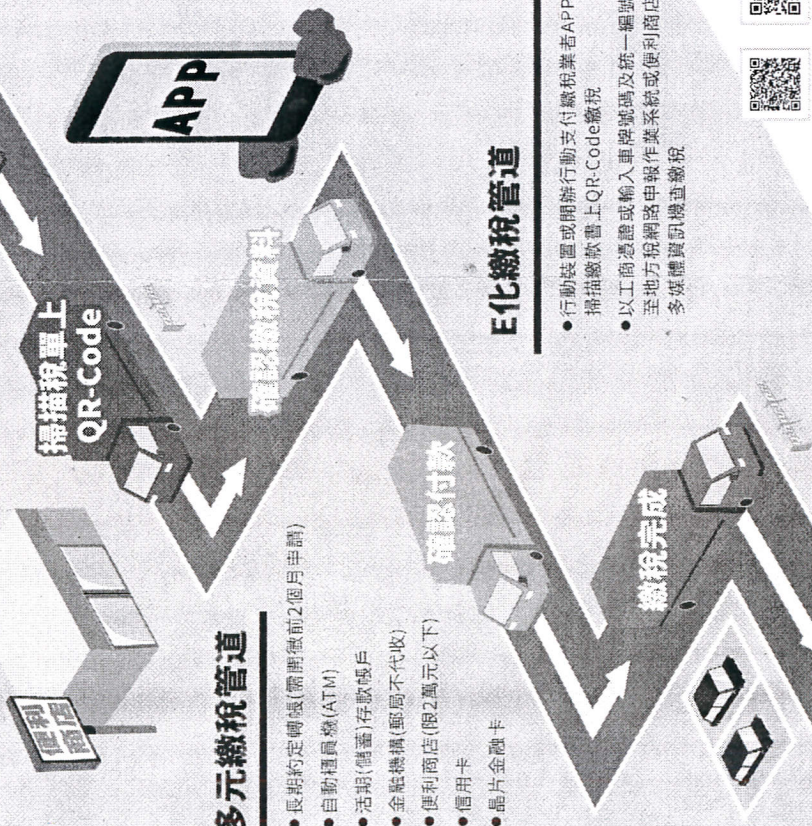 便利
商店
APP
掃描稅單上
QR-Code
確認繳稅資料
確認付款
繳稅完成
多元繳稅管道
●長期約定轉帳(需開徵前2個月申請)
●自動櫃員機(ATM)
●活期(儲蓄)存款帳戶
●金融機構(郵局不代收)
●便利商店(限2萬元以下)
●信用卡
●晶片金融卡
E化繳稅管道
●行動裝置或開辦行動支付繳稅業者APP
掃描繳款書上QR-Code繳稅
●以工商憑證或輸入車牌號碼及統一編號
至地方稅網路申報作業系統或便利商店
多媒體資訊機查繳稅